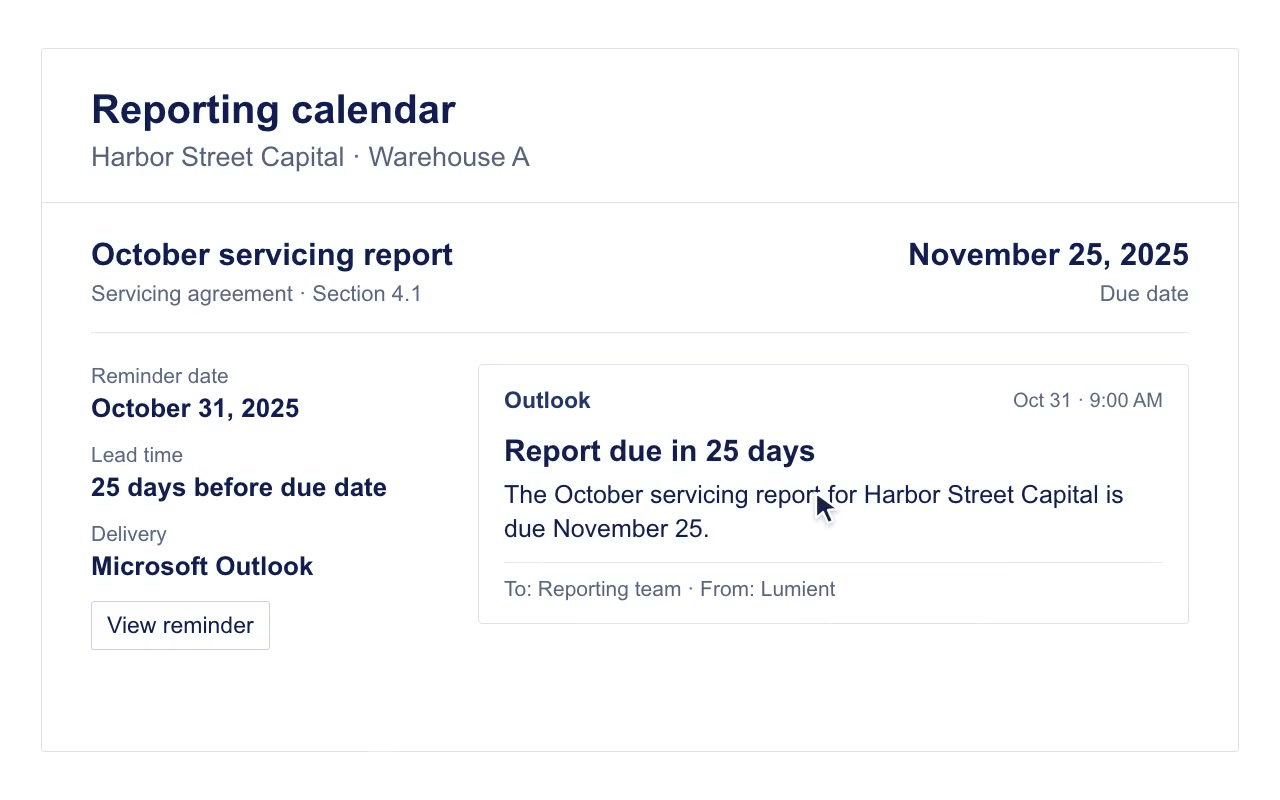 Reporting calendar
Harbor Street Capital · Warehouse A
October servicing report
Servicing agreement · Section 4.1
November 25, 2025
Due date
Reminder date
October 31, 2025
Lead time
25 days before due date
Delivery
Microsoft Outlook
View reminder
Outlook
Oct 31 · 9:00 AM
Report due in 25 days
The October servicing report for Harbor Street Capital is
due November 25.
To: Reporting team · From: Lumient